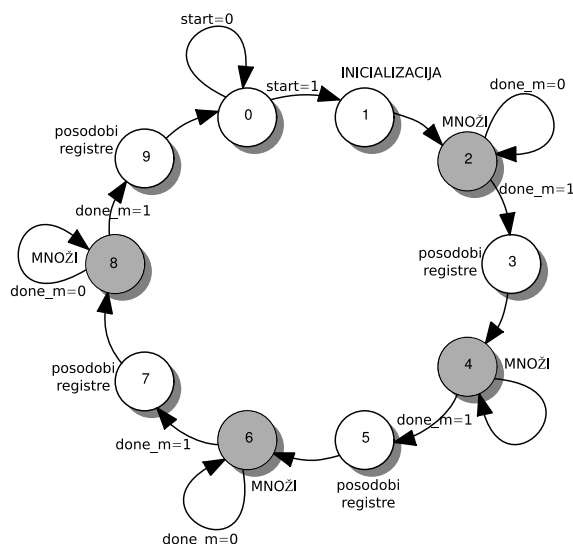 start=0
INICIALIZACIJA
start=1
0
1
done_m=0
MNOŽI
2
done_m=1
posodobi
registre
9
posodobi
registre
3
done_m=1
MNOŽI
8
done_m=0
MNOŽI
4
posodobi
registre
7
done_m=1
5
posodobi
registre
done_m=1
6
MNOŽI
done_m=0